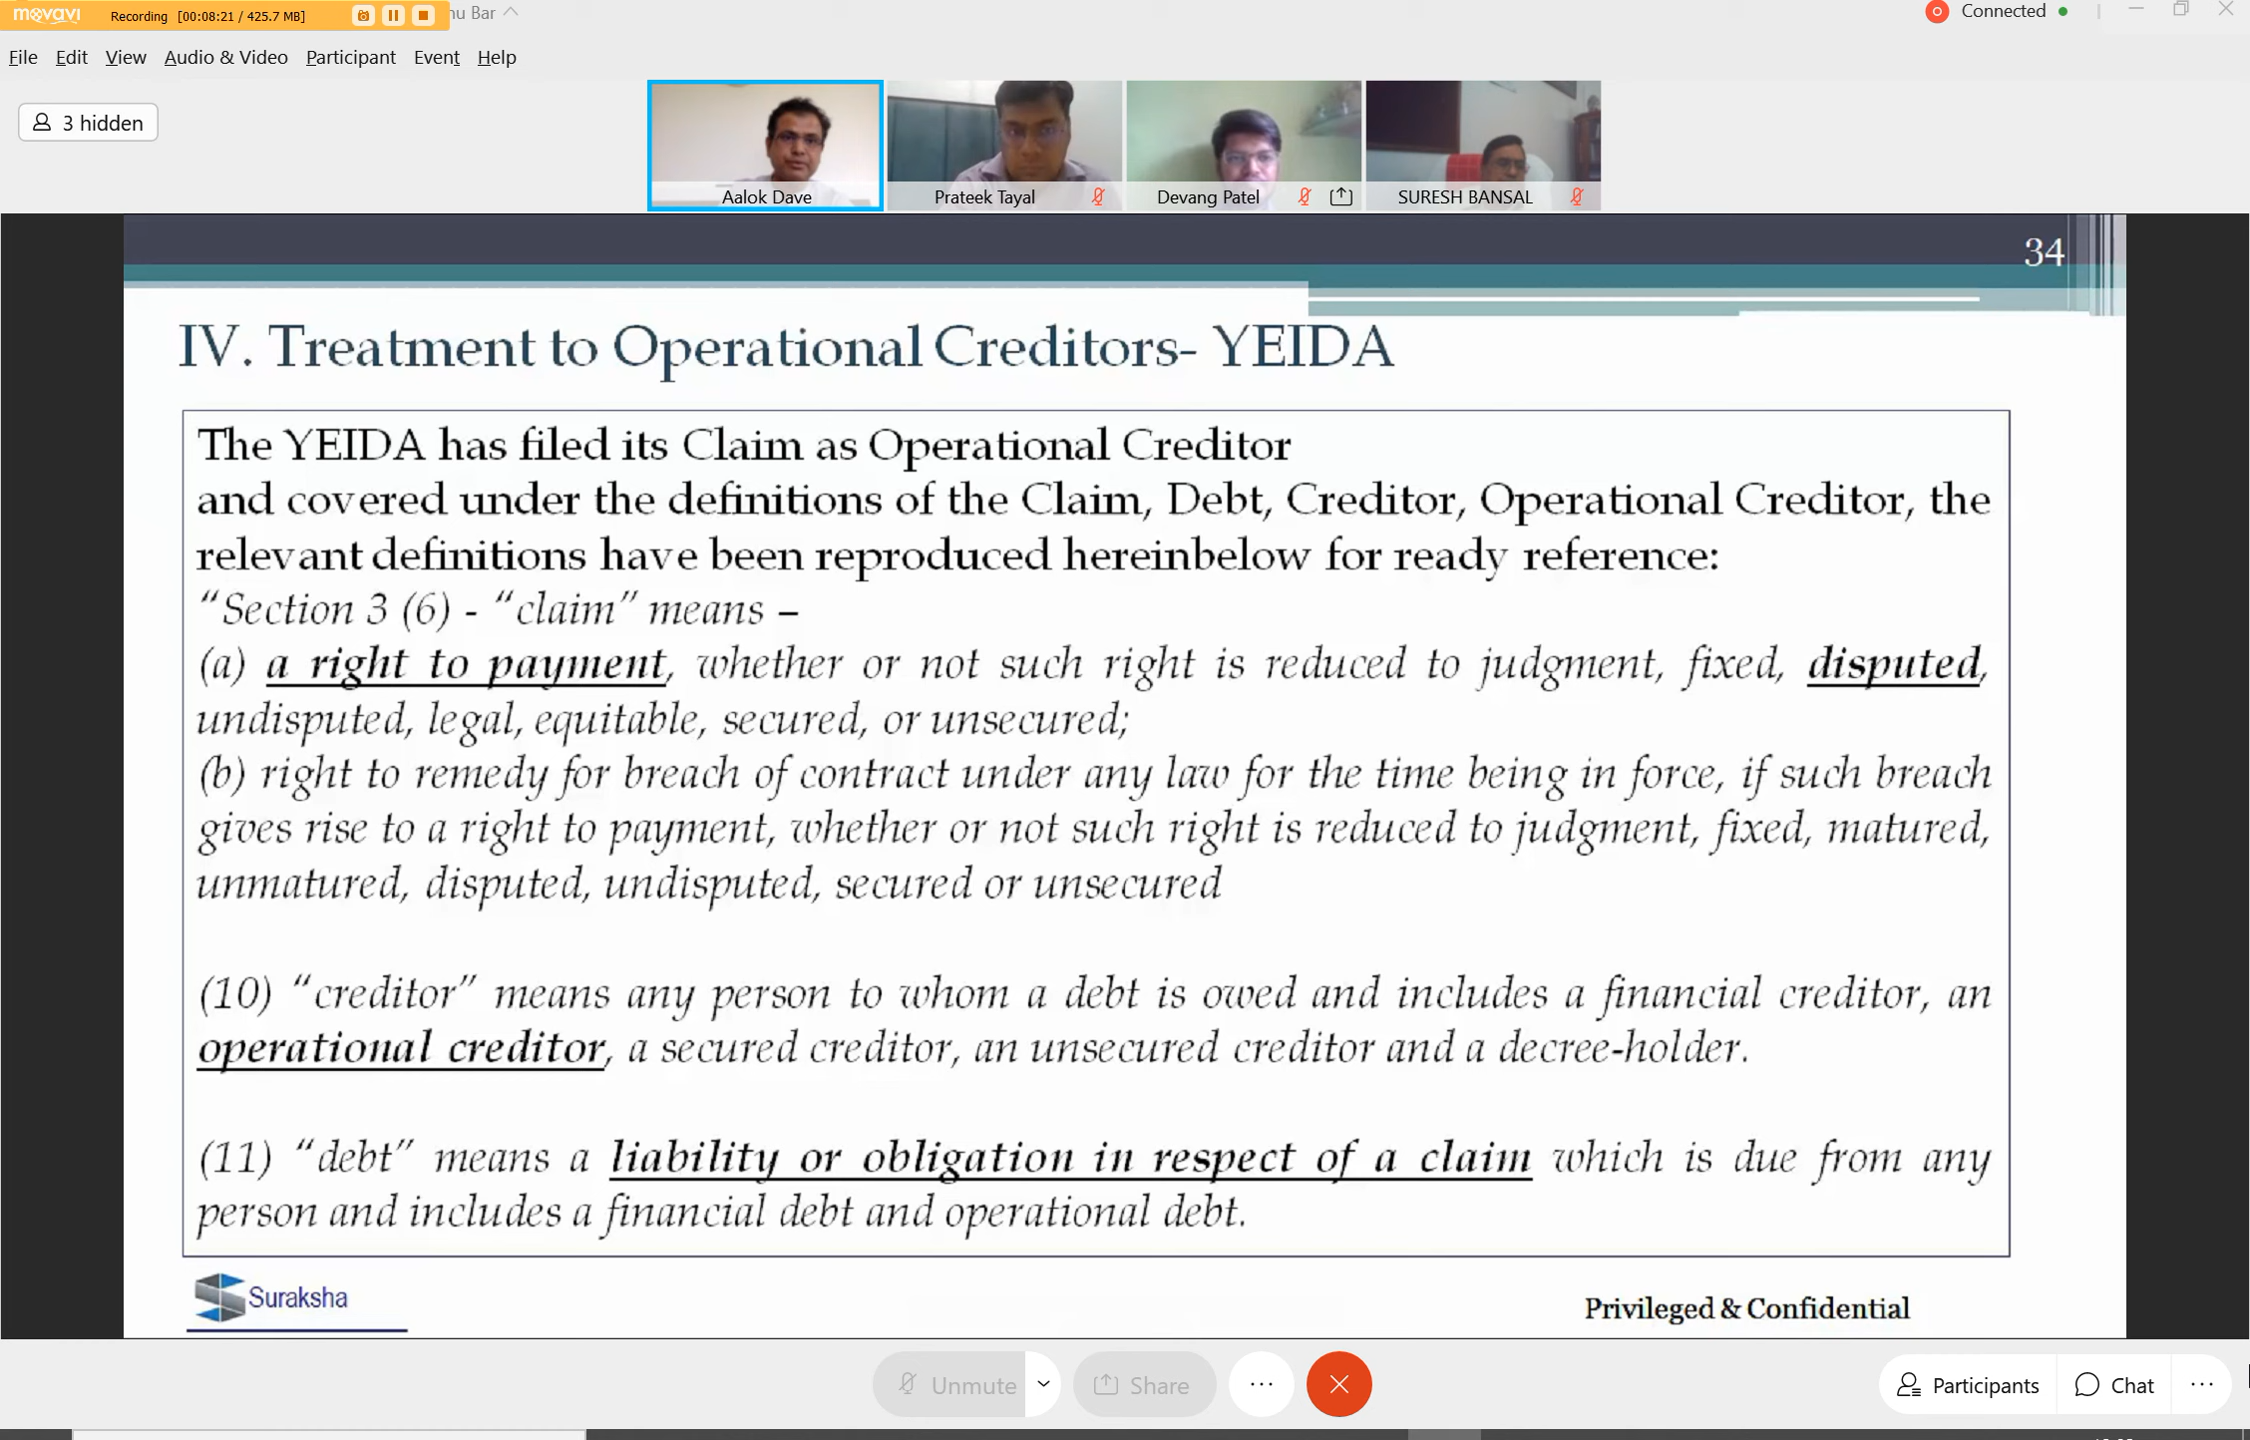 movavi Recording [00:08:21 / 425.7 MB] nu Bar Connected
File Edit View Audio & Video Participant Event Help
3 hidden
Aalok Dave Prateek Tayal Devang Patel SURESH BANSAL
34
IV. Treatment to Operational Creditors- YEIDA
The YEIDA has filed its Claim as Operational Creditor
and covered under the definitions of the Claim, Debt, Creditor, Operational Creditor, the
relevant definitions have been reproduced hereinbelow for ready reference:
“Section 3 (6) - “claim” means –
(a) a right to payment, whether or not such right is reduced to judgment, fixed, disputed,
undisputed, legal, equitable, secured, or unsecured;
(b) right to remedy for breach of contract under any law for the time being in force, if such breach
gives rise to a right to payment, whether or not such right is reduced to judgment, fixed, matured,
unmatured, disputed, undisputed, secured or unsecured
(10) “creditor” means any person to whom a debt is owed and includes a financial creditor, an
operational creditor, a secured creditor, an unsecured creditor and a decree-holder.
(11) “debt” means a liability or obligation in respect of a claim which is due from any
person and includes a financial debt and operational debt.
Suraksha
Privileged & Confidential
Unmute Share Participants Chat